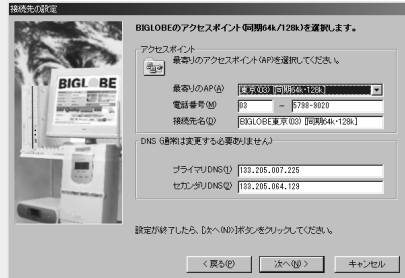 接続先の設定
BIGLOBEのアクセスポイント(同期64k/128k)を選択します。
アクセスポイント
最寄りのアクセスポイント(AP)を選択してください。
最寄りのAP(A) 東京(03) [同期64k・128k]
電話番号(M) 03 - 5798-9020
接続先名(D) BIGLOBE東京(03) [同期64k・128k]
DNS (通常は変更する必要ありません)
プライマリDNS(1) 133.205.007.225
セカンダリDNS(2) 133.205.064.129
設定が終了したら、[次へ(N)>]ボタンをクリックしてください。
< 戻る(P) 次へ(N) > キャンセル
BIGLOBE